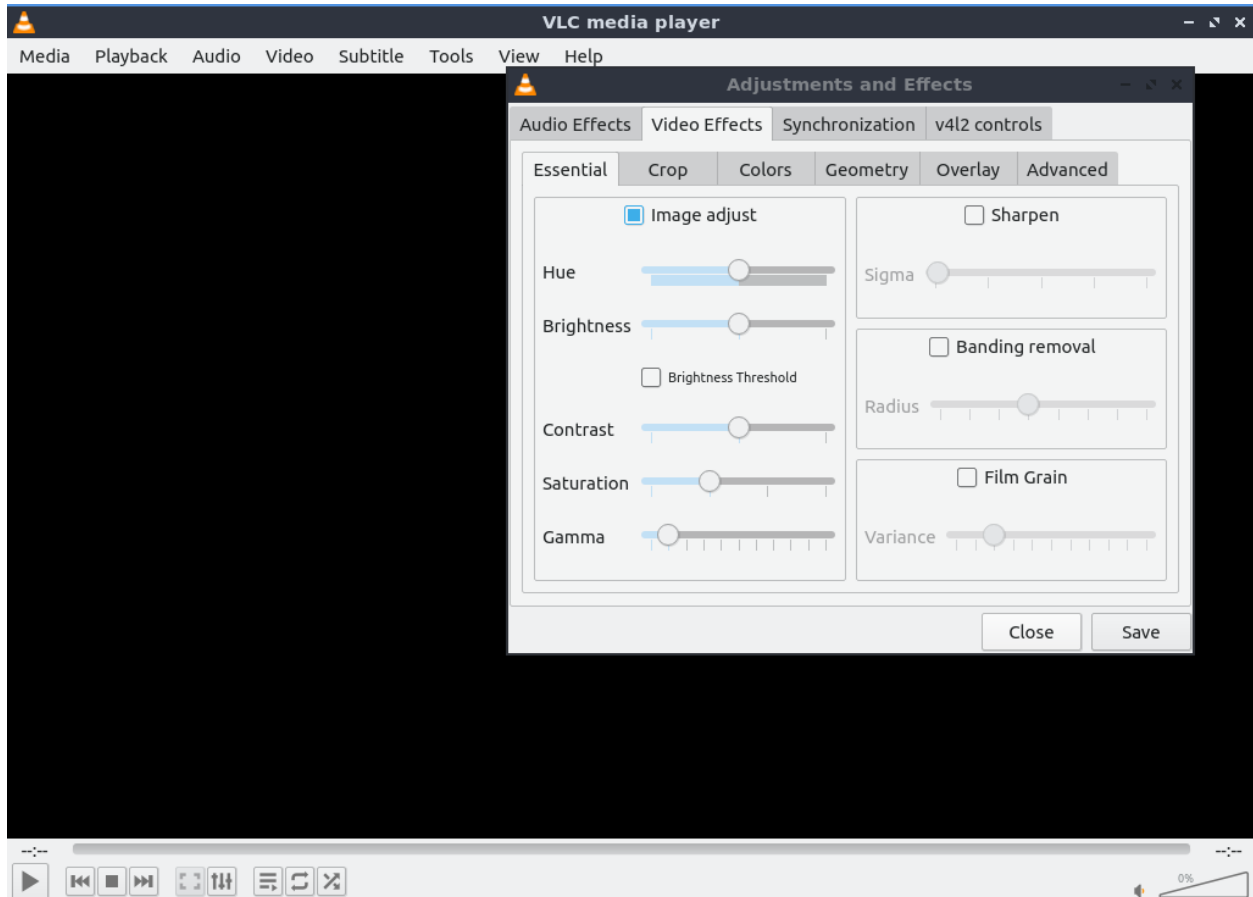 VLC media player
Media Playback Audio Video Subtitle Tools View Help
Adjustments and Effects
Audio Effects Video Effects Synchronization v4l2 controls
Essential Crop Colors Geometry Overlay Advanced
Image adjust
Hue
Brightness
Brightness Threshold
Contrast
Saturation
Gamma
Sharpen
Sigma
Banding removal
Radius
Film Grain
Variance
Close Save
--:-- --:--
0%